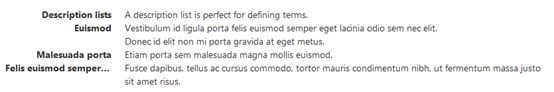 Description lists A description list is perfect for defining terms.
Euismod Vestibulum id ligula porta felis euismod semper eget lacinia odio sem nec elit.
Donec id elit non mi porta gravida at eget metus.
Malesuada porta Etiam porta sem malesuada magna mollis euismod.
Felis euismod semper... Fusce dapibus, tellus ac cursus commodo, tortor mauris condimentum nibh, ut fermentum massa justo
sit amet risus.